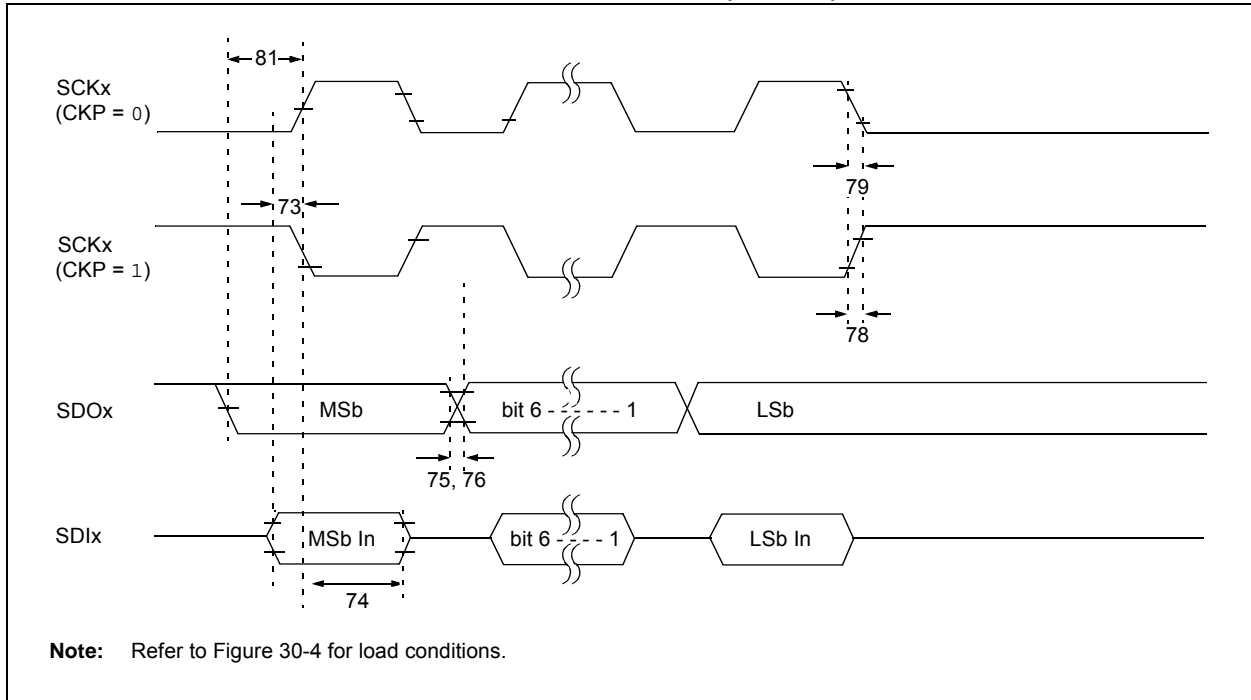 81
SCKx
(CKP = 0)
79
73
SCKx
(CKP = 1)
78
SDOx
MSb
bit 6 - - - - - - 1
LSb
75, 76
SDIx
MSb In
bit 6 - - - - 1
LSb In
74
Note: Refer to Figure 30-4 for load conditions.